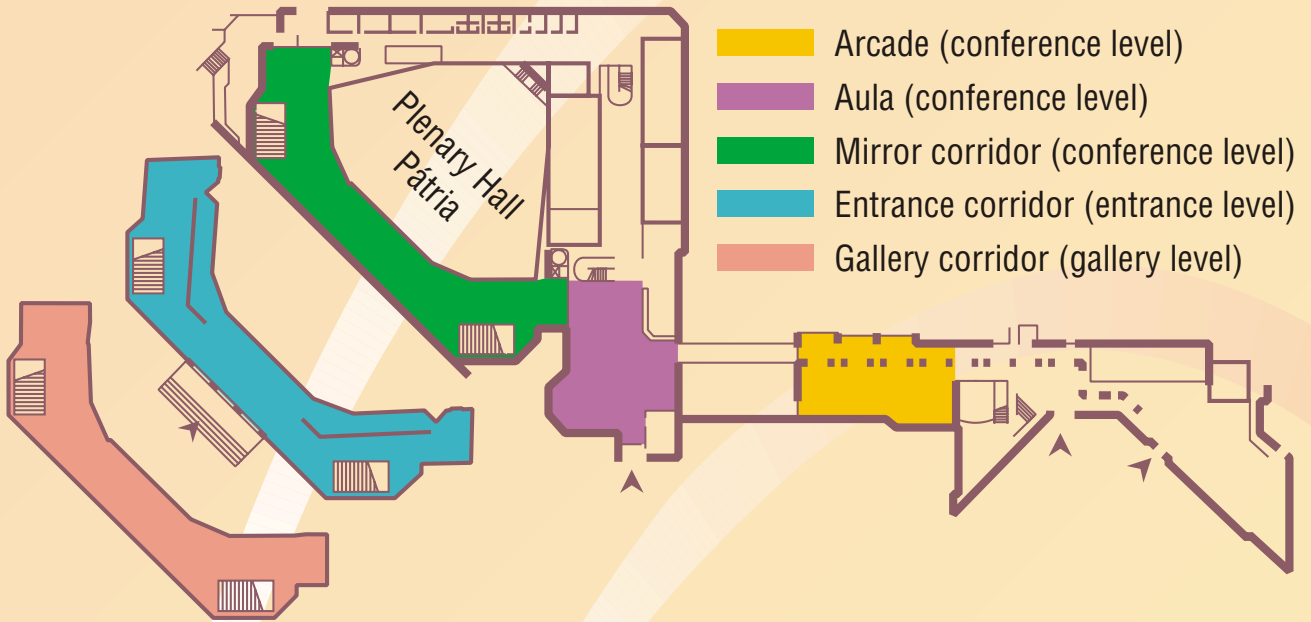 Plenary Hall
Pátria
Arcade (conference level)
Aula (conference level)
Mirror corridor (conference level)
Entrance corridor (entrance level)
Gallery corridor (gallery level)